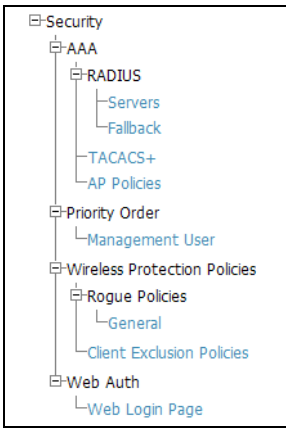 Security
AAA
RADIUS
Servers
Fallback
TACACS+
AP Policies
Priority Order
Management User
Wireless Protection Policies
Rogue Policies
General
Client Exclusion Policies
Web Auth
Web Login Page